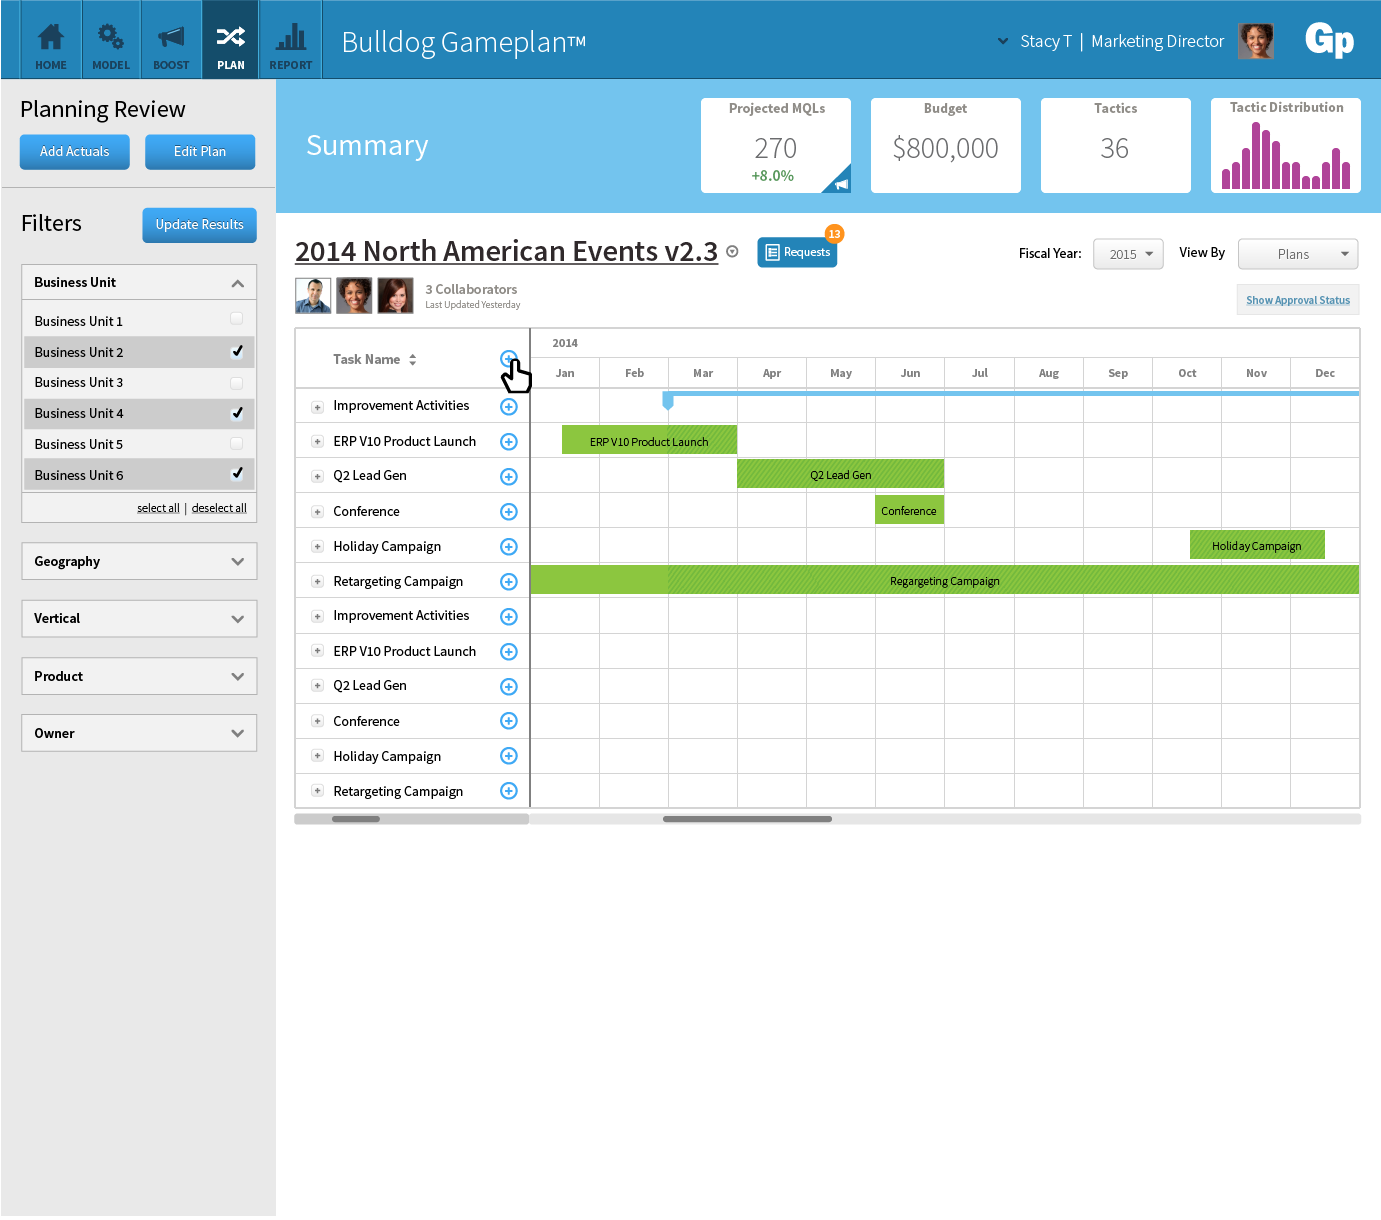 HOME MODEL BOOST PLAN REPORT
Bulldog Gameplan™
Stacy T | Marketing Director
Gp
Planning Review
Add Actuals Edit Plan
Filters
Update Results
Business Unit
Business Unit 1
Business Unit 2
Business Unit 3
Business Unit 4
Business Unit 5
Business Unit 6
select all | deselect all
Geography
Vertical
Product
Owner
Summary
Projected MQLs
270
+8.0%
Budget
$800,000
Tactics
36
Tactic Distribution
2014 North American Events v2.3
Requests
13
Fiscal Year: 2015
View By Plans
3 Collaborators
Last Updated Yesterday
Show Approval Status
Task Name
2014
Jan Feb Mar Apr May Jun Jul Aug Sep Oct Nov Dec
Improvement Activities
ERP V10 Product Launch ERP V10 Product Launch
Q2 Lead Gen Q2 Lead Gen
Conference Conference
Holiday Campaign Holiday Campaign
Retargeting Campaign Regargeting Campaign
Improvement Activities
ERP V10 Product Launch
Q2 Lead Gen
Conference
Holiday Campaign
Retargeting Campaign